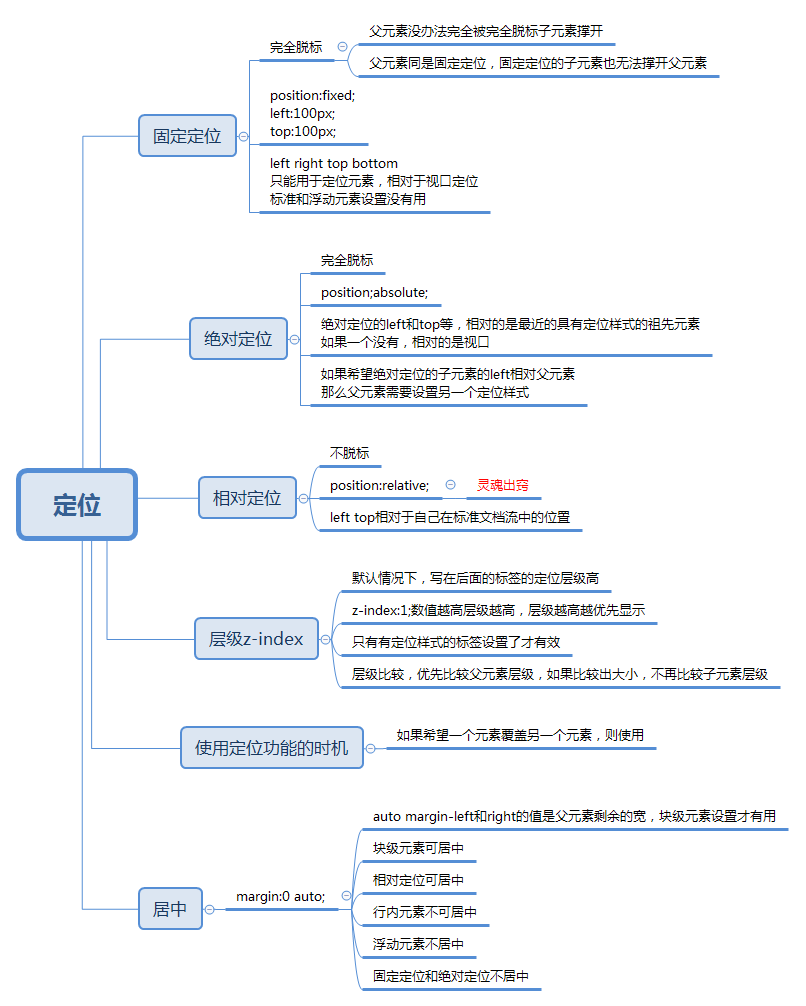 定位
固定定位
完全脱标
父元素没办法完全被完全脱标子元素撑开
父元素同是固定定位，固定定位的子元素也无法撑开父元素
position:fixed;
left:100px;
top:100px;
left right top bottom
只能用于定位元素，相对于视口定位
标准和浮动元素设置没有用
绝对定位
完全脱标
position;absolute;
绝对定位的left和top等，相对的是最近的具有定位样式的祖先元素
如果一个没有，相对的是视口
如果希望绝对定位的子元素的left相对父元素
那么父元素需要设置另一个定位样式
相对定位
不脱标
position:relative;
灵魂出窍
left top相对于自己在标准文档流中的位置
层级z-index
默认情况下，写在后面的标签的定位层级高
z-index:1;数值越高层级越高，层级越高越优先显示
只有有定位样式的标签设置了才有效
层级比较，优先比较父元素层级，如果比较出大小，不再比较子元素层级
使用定位功能的时机
如果希望一个元素覆盖另一个元素，则使用
居中
margin:0 auto;
auto margin-left和right的值是父元素剩余的宽，块级元素设置才有用
块级元素可居中
相对定位可居中
行内元素不可居中
浮动元素不居中
固定定位和绝对定位不居中